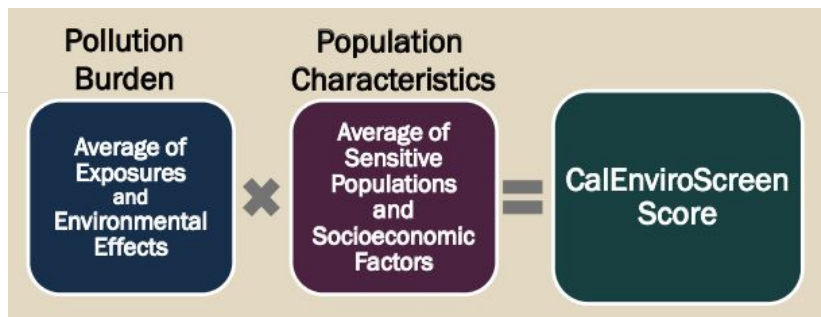 Pollution
Burden
Population
Characteristics
Average of
Exposures
and
Environmental
Effects
Average of
Sensitive
Populations
and
Socioeconomic
Factors
CalEnviroScreen
Score